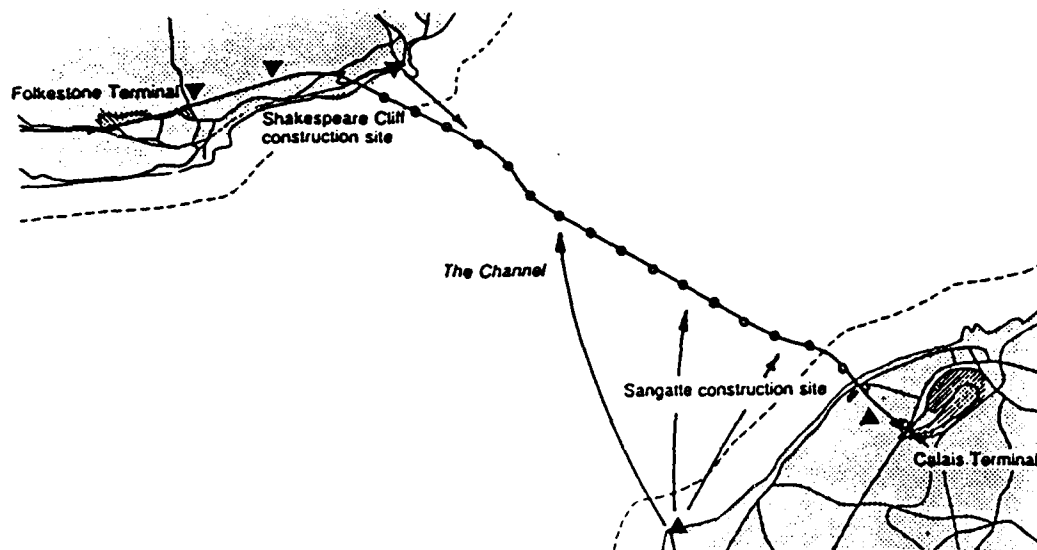 Folkestone Terminal
Shakespeare Cliff
construction site
The Channel
Sangatte construction site
Calais Terminal